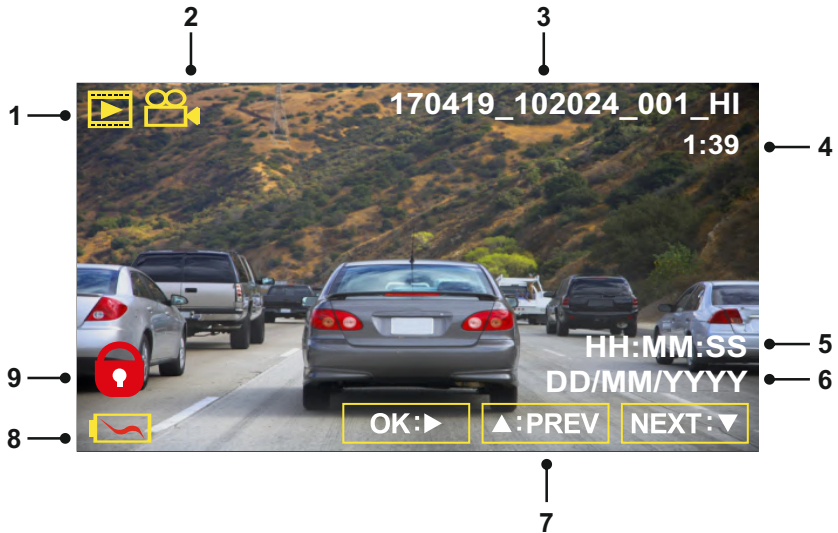 2
3
1
170419_102024_001_HI
1:39
4
HH:MM:SS
5
9
DD/MM/YYYY
6
8
OK:▶
▲:PREV
NEXT:▼
7